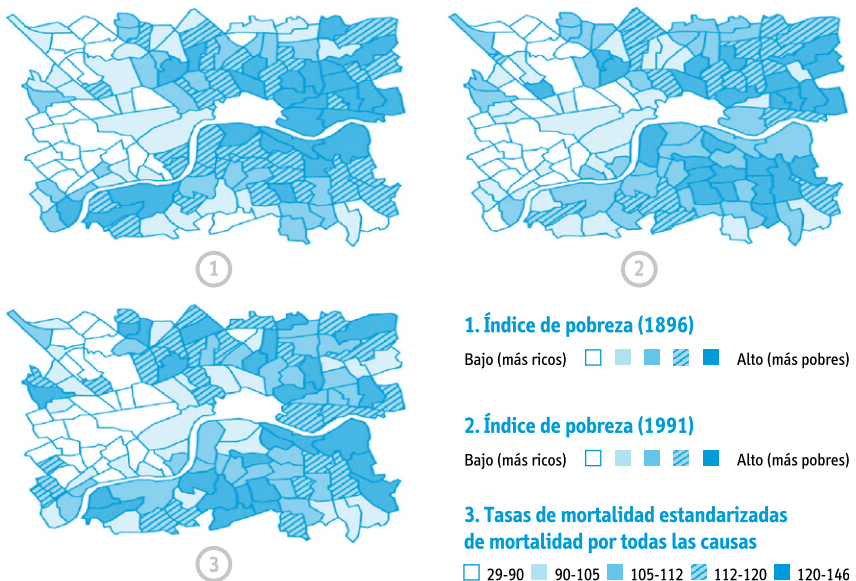 1
2
3
1. Índice de pobreza (1896)
Bajo (más ricos) Alto (más pobres)
2. Índice de pobreza (1991)
Bajo (más ricos) Alto (más pobres)
3. Tasas de mortalidad estandarizadas
de mortalidad por todas las causas
29-90 90-105 105-112 112-120 120-146